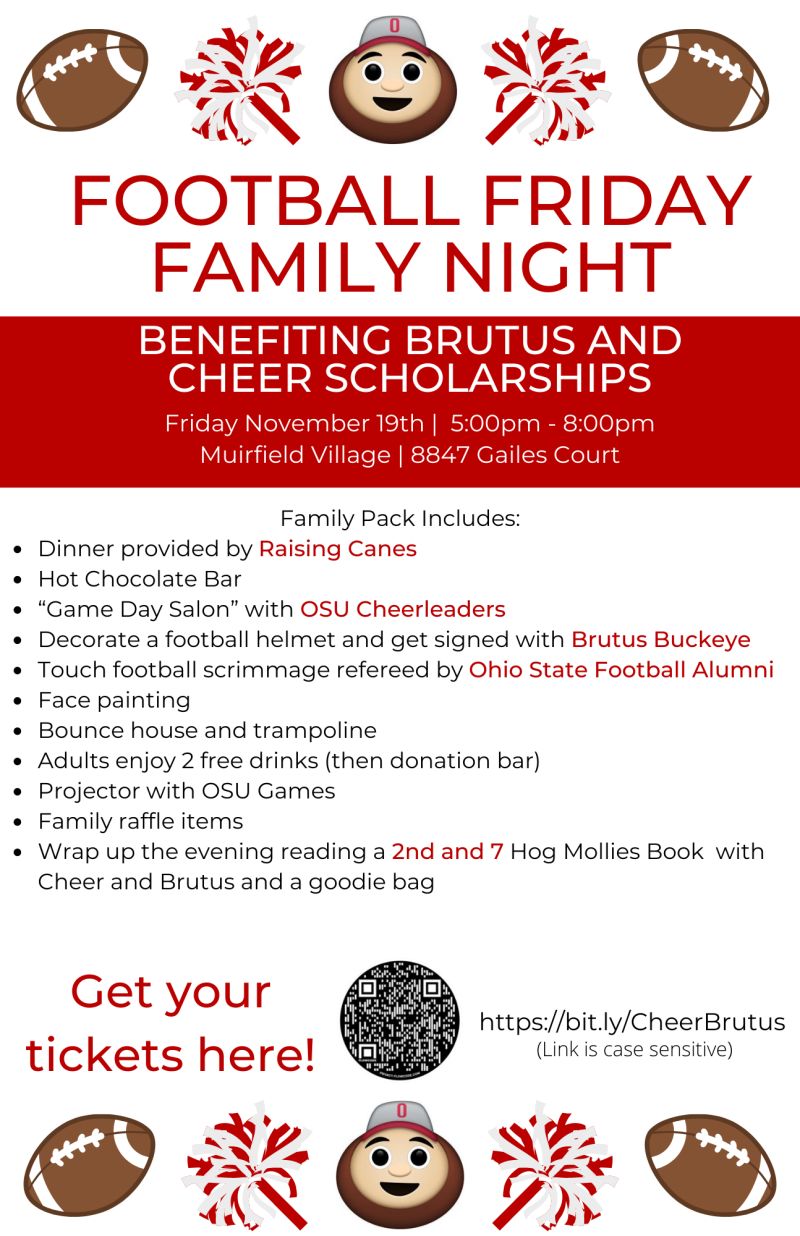 O
FOOTBALL FRIDAY
FAMILY NIGHT
BENEFITING BRUTUS AND
CHEER SCHOLARSHIPS
Friday November 19th | 5:00pm - 8:00pm
Muirfield Village | 8847 Gailes Court
Family Pack Includes:
• Dinner provided by Raising Canes
• Hot Chocolate Bar
• “Game Day Salon” with OSU Cheerleaders
• Decorate a football helmet and get signed with Brutus Buckeye
• Touch football scrimmage refereed by Ohio State Football Alumni
• Face painting
• Bounce house and trampoline
• Adults enjoy 2 free drinks (then donation bar)
• Projector with OSU Games
• Family raffle items
• Wrap up the evening reading a 2nd and 7 Hog Mollies Book with
Cheer and Brutus and a goodie bag
Get your
tickets here!
https://bit.ly/CheerBrutus
(Link is case sensitive)
O